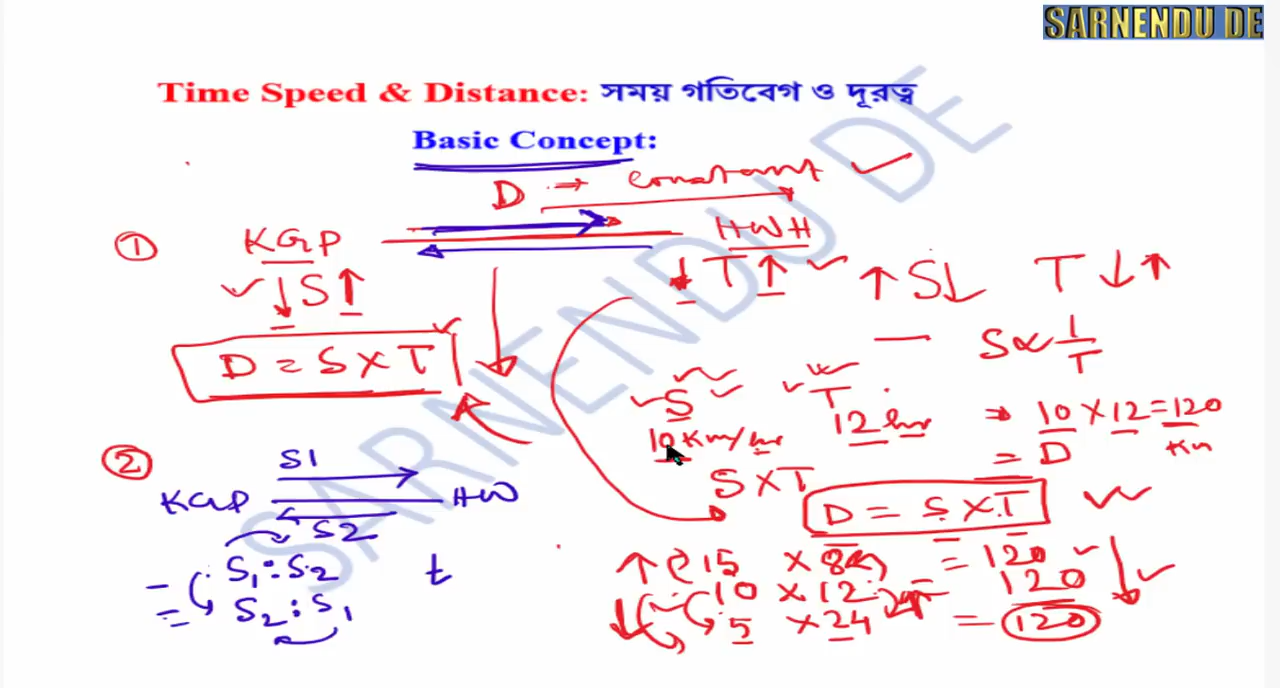 SARNENDU DE
Time Speed & Distance: সময় গতিবেগ ও দূরত্ব
Basic Concept:
D → constant ✓
① KGP HWH
✓ ↓ S ↑ ↓ T ↑ ✓ ↑ S ↓ T ↓ ↑
D = S × T
S ∝ 1/T
S T
10 Km/hr 12 hr ⇒ 10 × 12 = 120 Km
= D
S × T
D = S × T
② KGP HW
S1
S2
S1 : S2 t
S2 : S1
15 × 8 = 120
10 × 12 = 120
5 × 24 = 120
SARNENDU DE